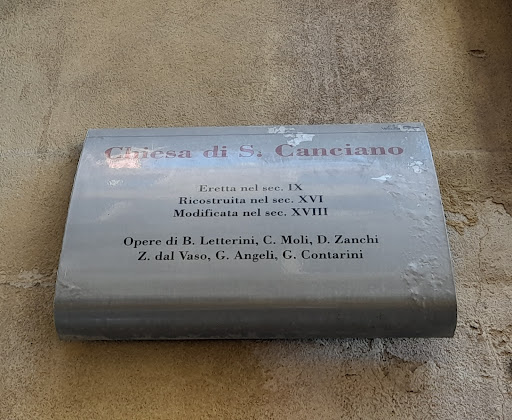 Chiesa di S. Canciano
Eretta nel sec. IX
Ricostruita nel sec. XVI
Modificata nel sec. XVIII
Opere di B. Letterini, C. Moli, D. Zanchi
Z. dal Vaso, G. Angeli, G. Contarini